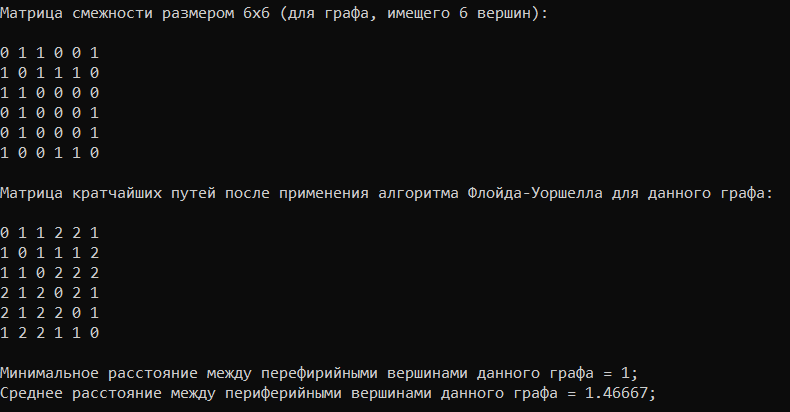 Матрица смежности размером 6x6 (для графа, имещего 6 вершин):
0 1 1 0 0 1
1 0 1 1 1 0
1 1 0 0 0 0
0 1 0 0 0 1
0 1 0 0 0 1
1 0 0 1 1 0
Матрица кратчайших путей после применения алгоритма Флойда-Уоршелла для данного графа:
0 1 1 2 2 1
1 0 1 1 1 2
1 1 0 2 2 2
2 1 2 0 2 1
2 1 2 2 0 1
1 2 2 1 1 0
Минимальное расстояние между перефирийными вершинами данного графа = 1;
Среднее расстояние между периферийными вершинами данного графа = 1.46667;